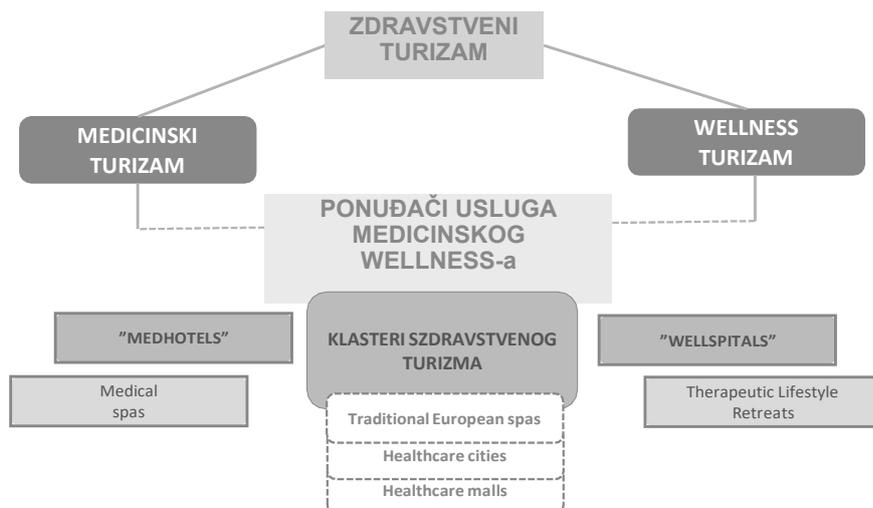 ZDRAVSTVENI
TURIZAM
MEDICINSKI
TURIZAM
WELLNESS
TURIZAM
PONUĐAČI USLUGA
MEDICINSKOG
WELLNESS-a
”MEDHOTELS”
KLASTERI SZDRAVSTVENOG
TURIZMA
”WELLSPITALS”
Medical
spas
Therapeutic Lifestyle
Retreats
Traditional European spas
Healthcare cities
Healthcare malls